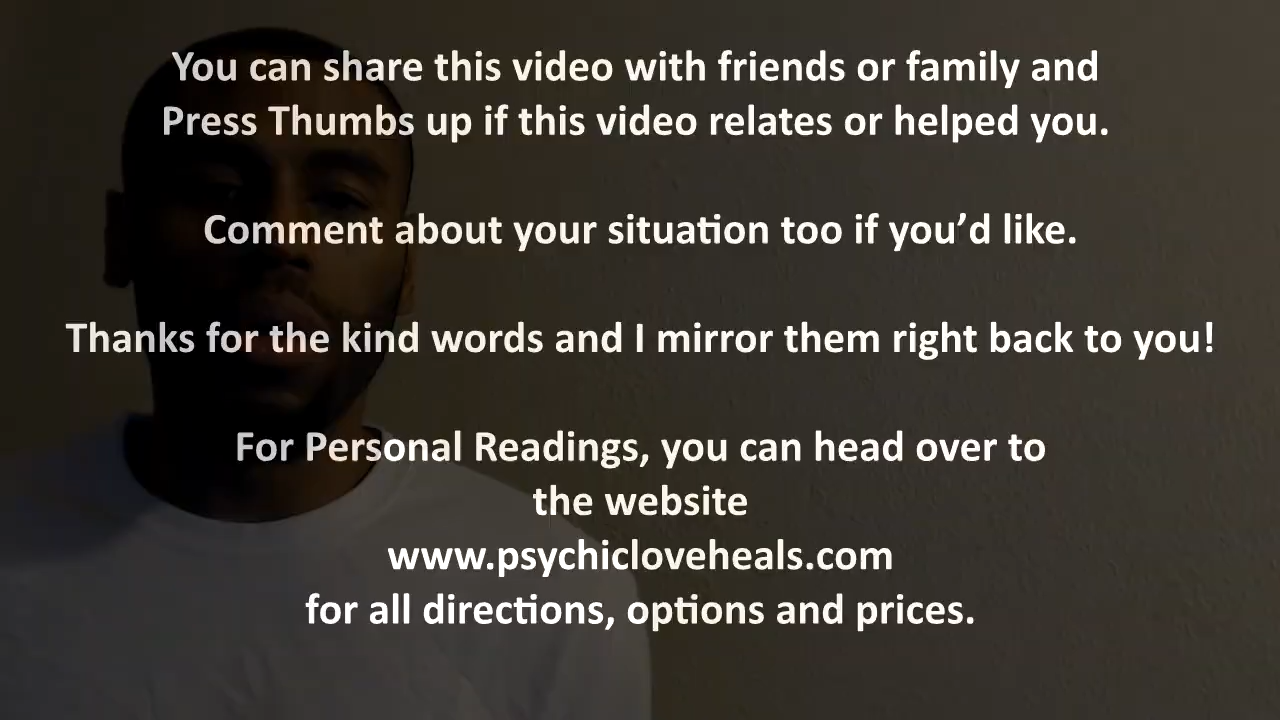 You can share this video with friends or family and
Press Thumbs up if this video relates or helped you.
Comment about your situation too if you’d like.
Thanks for the kind words and I mirror them right back to you!
For Personal Readings, you can head over to
the website
www.psychicloveheals.com
for all directions, options and prices.